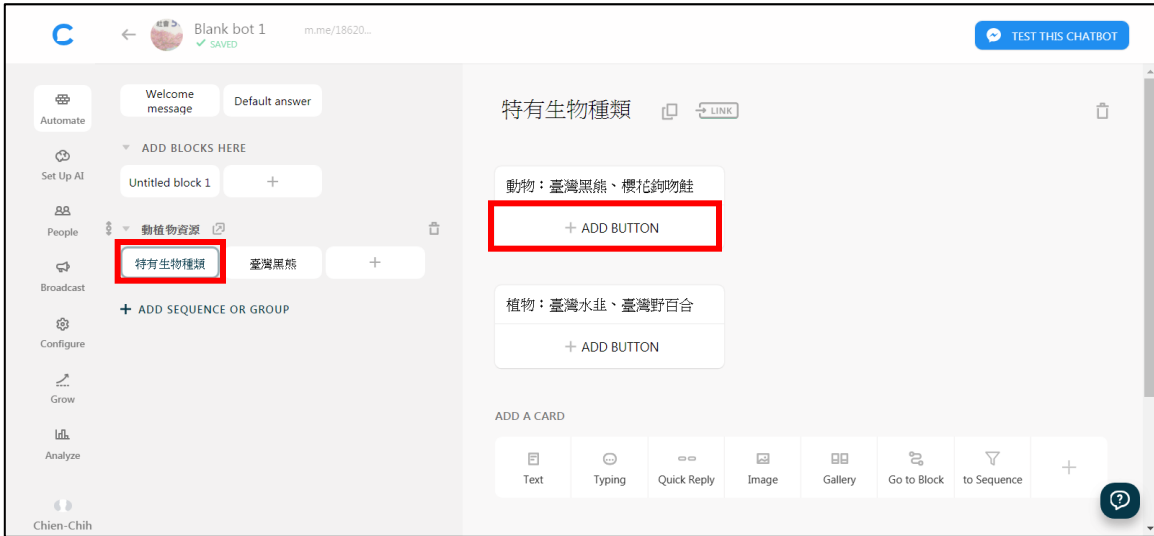 Blank bot 1
m.me/18620...
SAVED
TEST THIS CHATBOT
Automate
Set Up AI
People
Broadcast
Configure
Grow
Analyze
Chien-Chih
Welcome
message
Default answer
ADD BLOCKS HERE
Untitled block 1
動植物資源
特有生物種類
臺灣黑熊
ADD SEQUENCE OR GROUP
特有生物種類
LINK
動物：臺灣黑熊、櫻花鉤吻鮭
ADD BUTTON
植物：臺灣水韭、臺灣野百合
ADD BUTTON
ADD A CARD
Text
Typing
Quick Reply
Image
Gallery
Go to Block
to Sequence